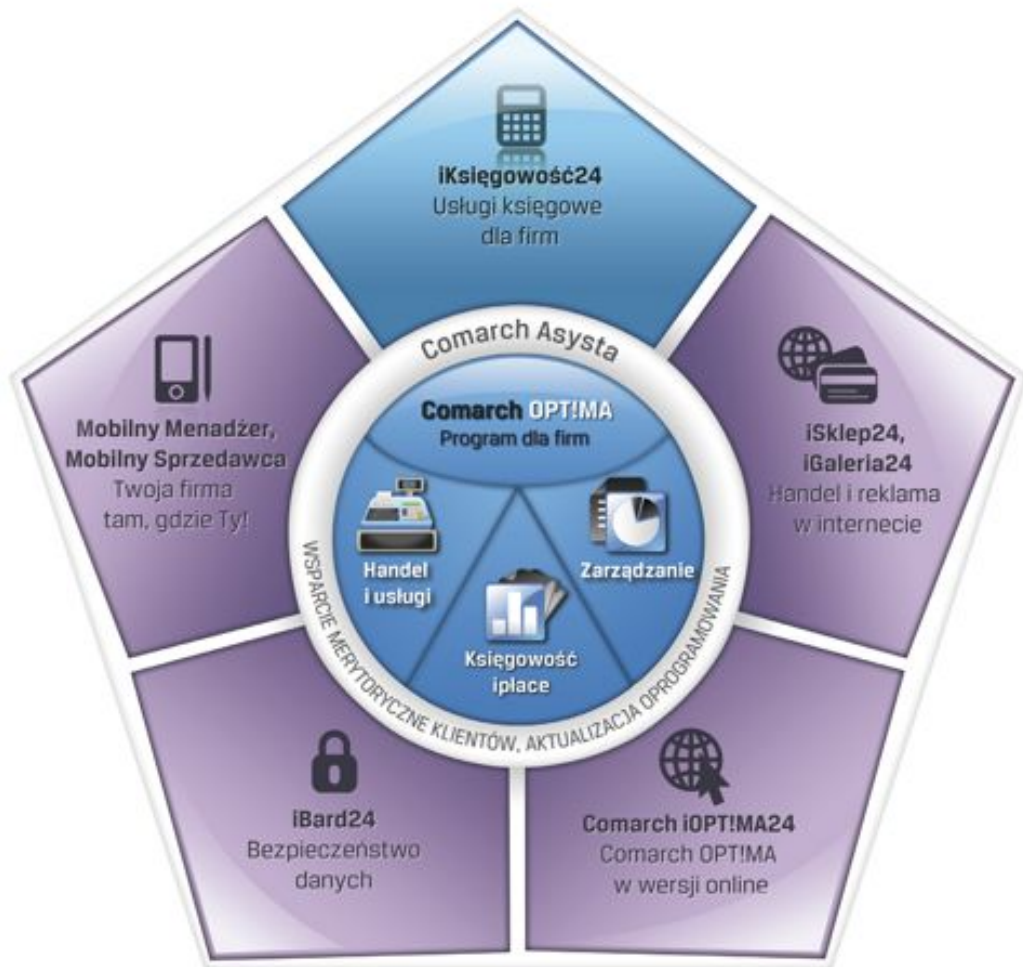 iKsięgowość24
Usługi księgowe
dla firm
Mobilny Menadżer,
Mobilny Sprzedawca
Twoja firma
tam, gdzie Ty!
iSklep24,
iGaleria24
Handel i reklama
w internecie
Comarch Asysta
Comarch OPT!MA
Program dla firm
Handel
i usługi
Zarządzanie
Księgowość
ipłace
WSPARCIE MERYTORYCZNE KLIENTÓW, AKTUALIZACJA OPROGRAMOWANIA
iBard24
Bezpieczeństwo
danych
Comarch iOPT!MA24
Comarch OPT!MA
w wersji online